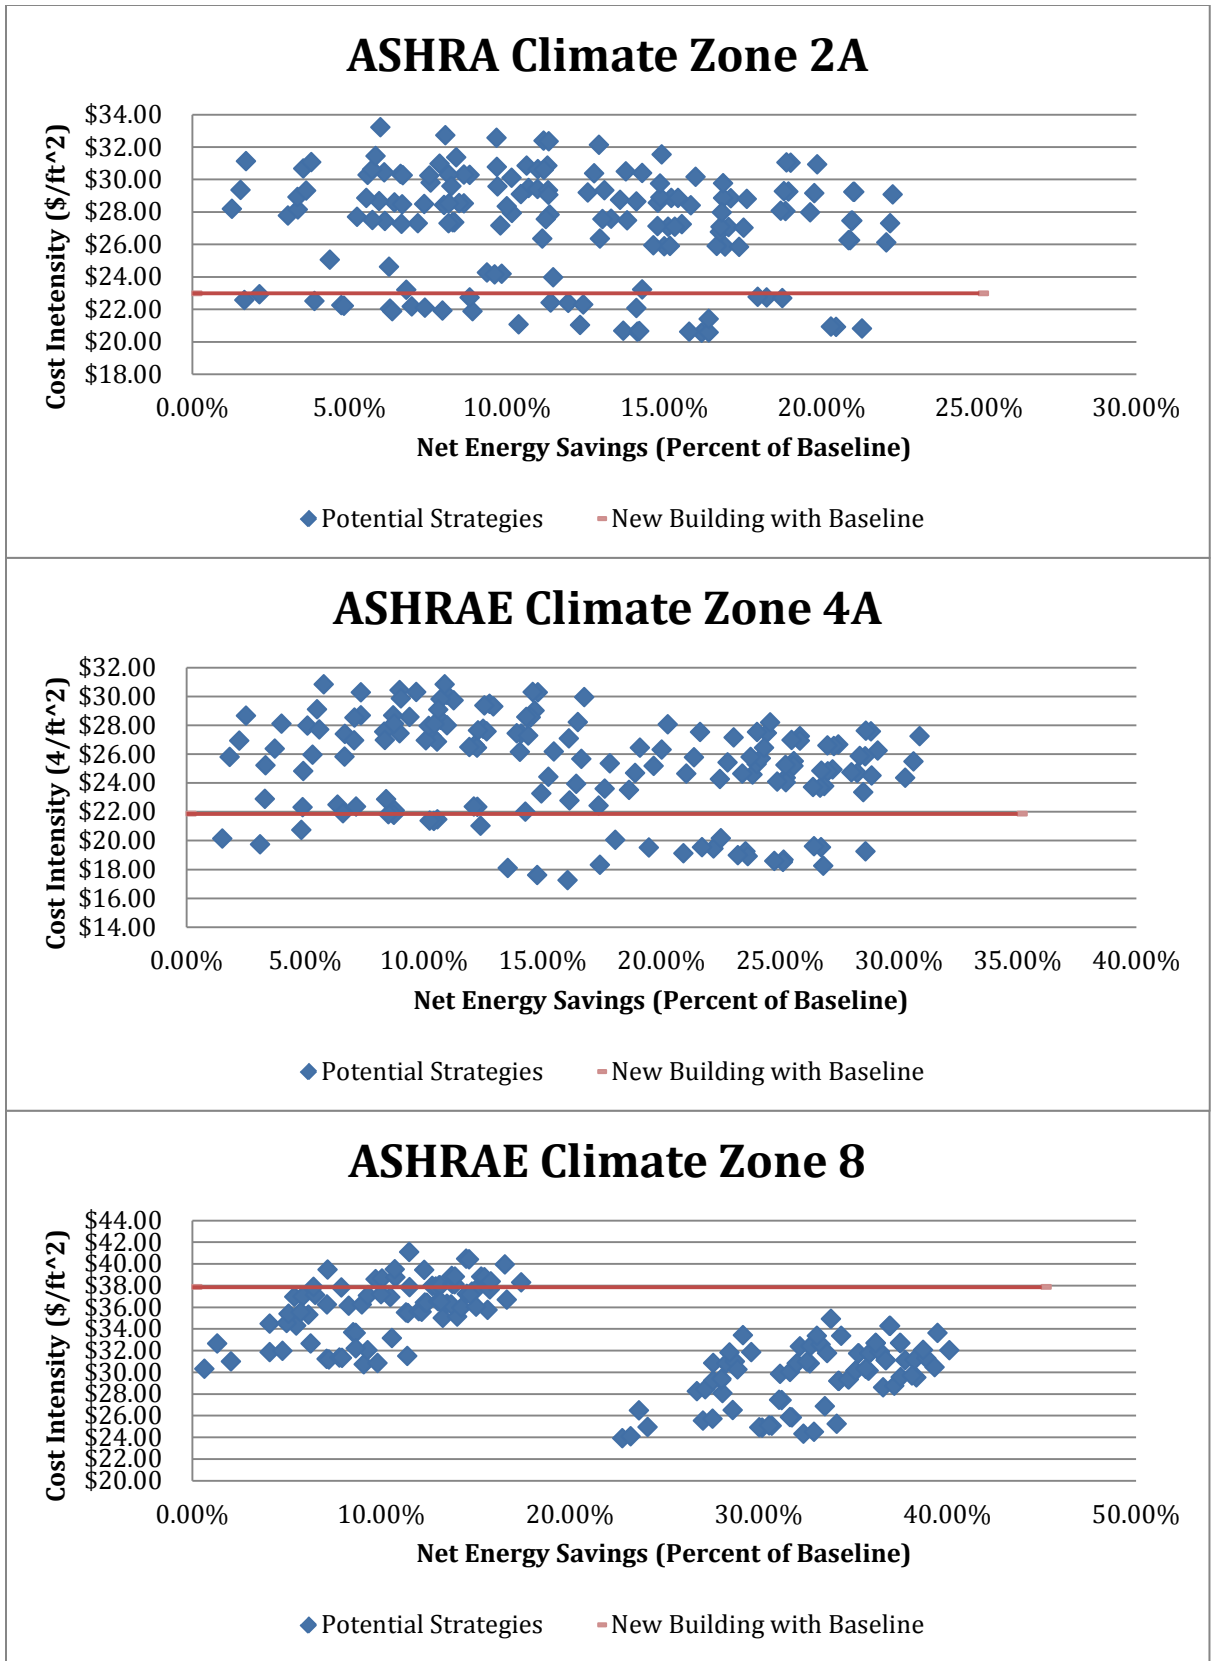 ASHRA Climate Zone 2A
Cost Inetensity ($/ft^2)
$34.00
$32.00
$30.00
$28.00
$26.00
$24.00
$22.00
$20.00
$18.00
0.00% 5.00% 10.00% 15.00% 20.00% 25.00% 30.00%
Net Energy Savings (Percent of Baseline)
Potential Strategies New Building with Baseline
ASHRAE Climate Zone 4A
Cost Intensity (4/ft^2)
$32.00
$30.00
$28.00
$26.00
$24.00
$22.00
$20.00
$18.00
$16.00
$14.00
0.00% 5.00% 10.00% 15.00% 20.00% 25.00% 30.00% 35.00% 40.00%
Net Energy Savings (Percent of Baseline)
Potential Strategies New Building with Baseline
ASHRAE Climate Zone 8
Cost Intensity ($/ft^2)
$44.00
$42.00
$40.00
$38.00
$36.00
$34.00
$32.00
$30.00
$28.00
$26.00
$24.00
$22.00
$20.00
0.00% 10.00% 20.00% 30.00% 40.00% 50.00%
Net Energy Savings (Percent of Baseline)
Potential Strategies New Building with Baseline